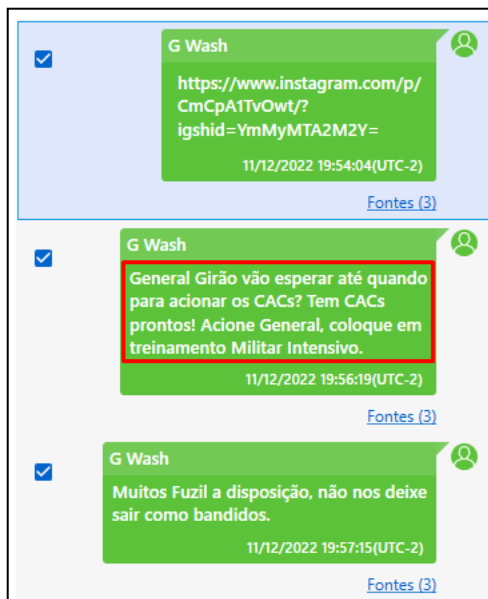 G Wash
https://www.instagram.com/p/
CmCpA1TvOwt/?
igshid=YmMyMTA2M2Y=
11/12/2022 19:54:04(UTC-2)
Fontes (3)
G Wash
General Girão vão esperar até quando
para acionar os CACs? Tem CACs
prontos! Acione General, coloque em
treinamento Militar Intensivo.
11/12/2022 19:56:19(UTC-2)
Fontes (3)
G Wash
Muitos Fuzil a disposição, não nos deixe
sair como bandidos.
11/12/2022 19:57:15(UTC-2)
Fontes (3)